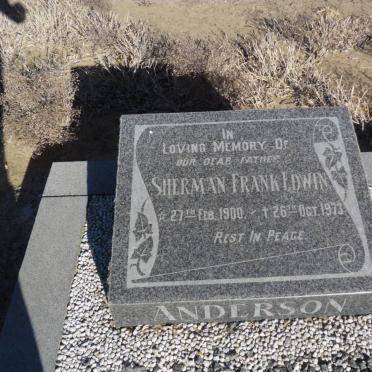 IN
LOVING MEMORY OF
OUR DEAR FATHER
SHERMAN FRANK EDWIN
☆ 27TH FEB. 1900. ✝ 26TH OCT. 1973.
REST IN PEACE
ANDERSON